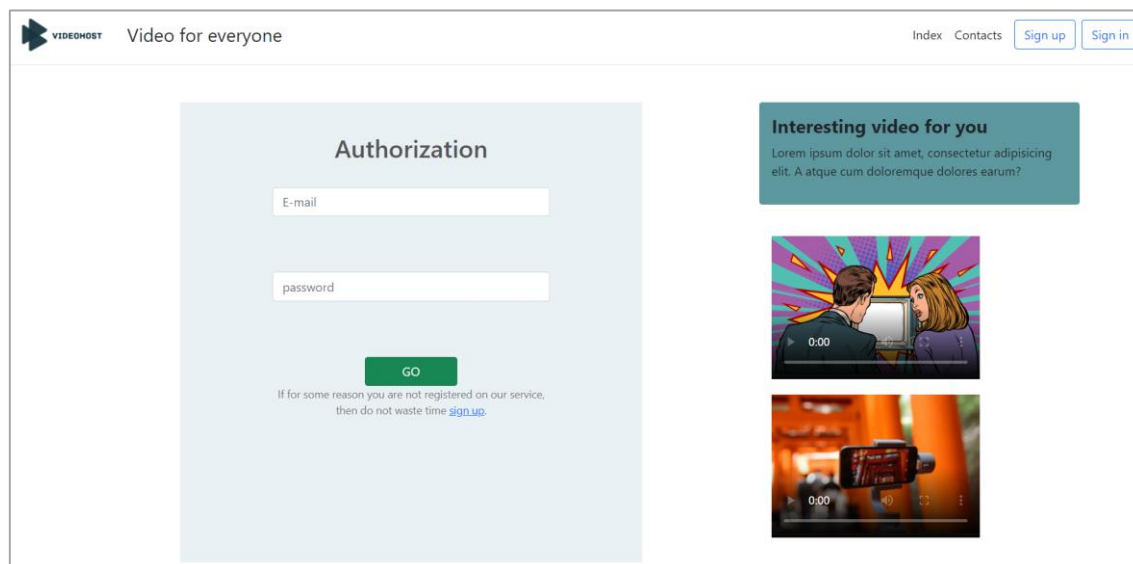 VIDEOHOST
Video for everyone
Index
Contacts
Sign up
Sign in
Authorization
E-mail
password
GO
If for some reason you are not registered on our service,
then do not waste time sign up.
Interesting video for you
Lorem ipsum dolor sit amet, consectetur adipisicing
elit. A atque cum doloremque dolores earum?
0:00
0:00